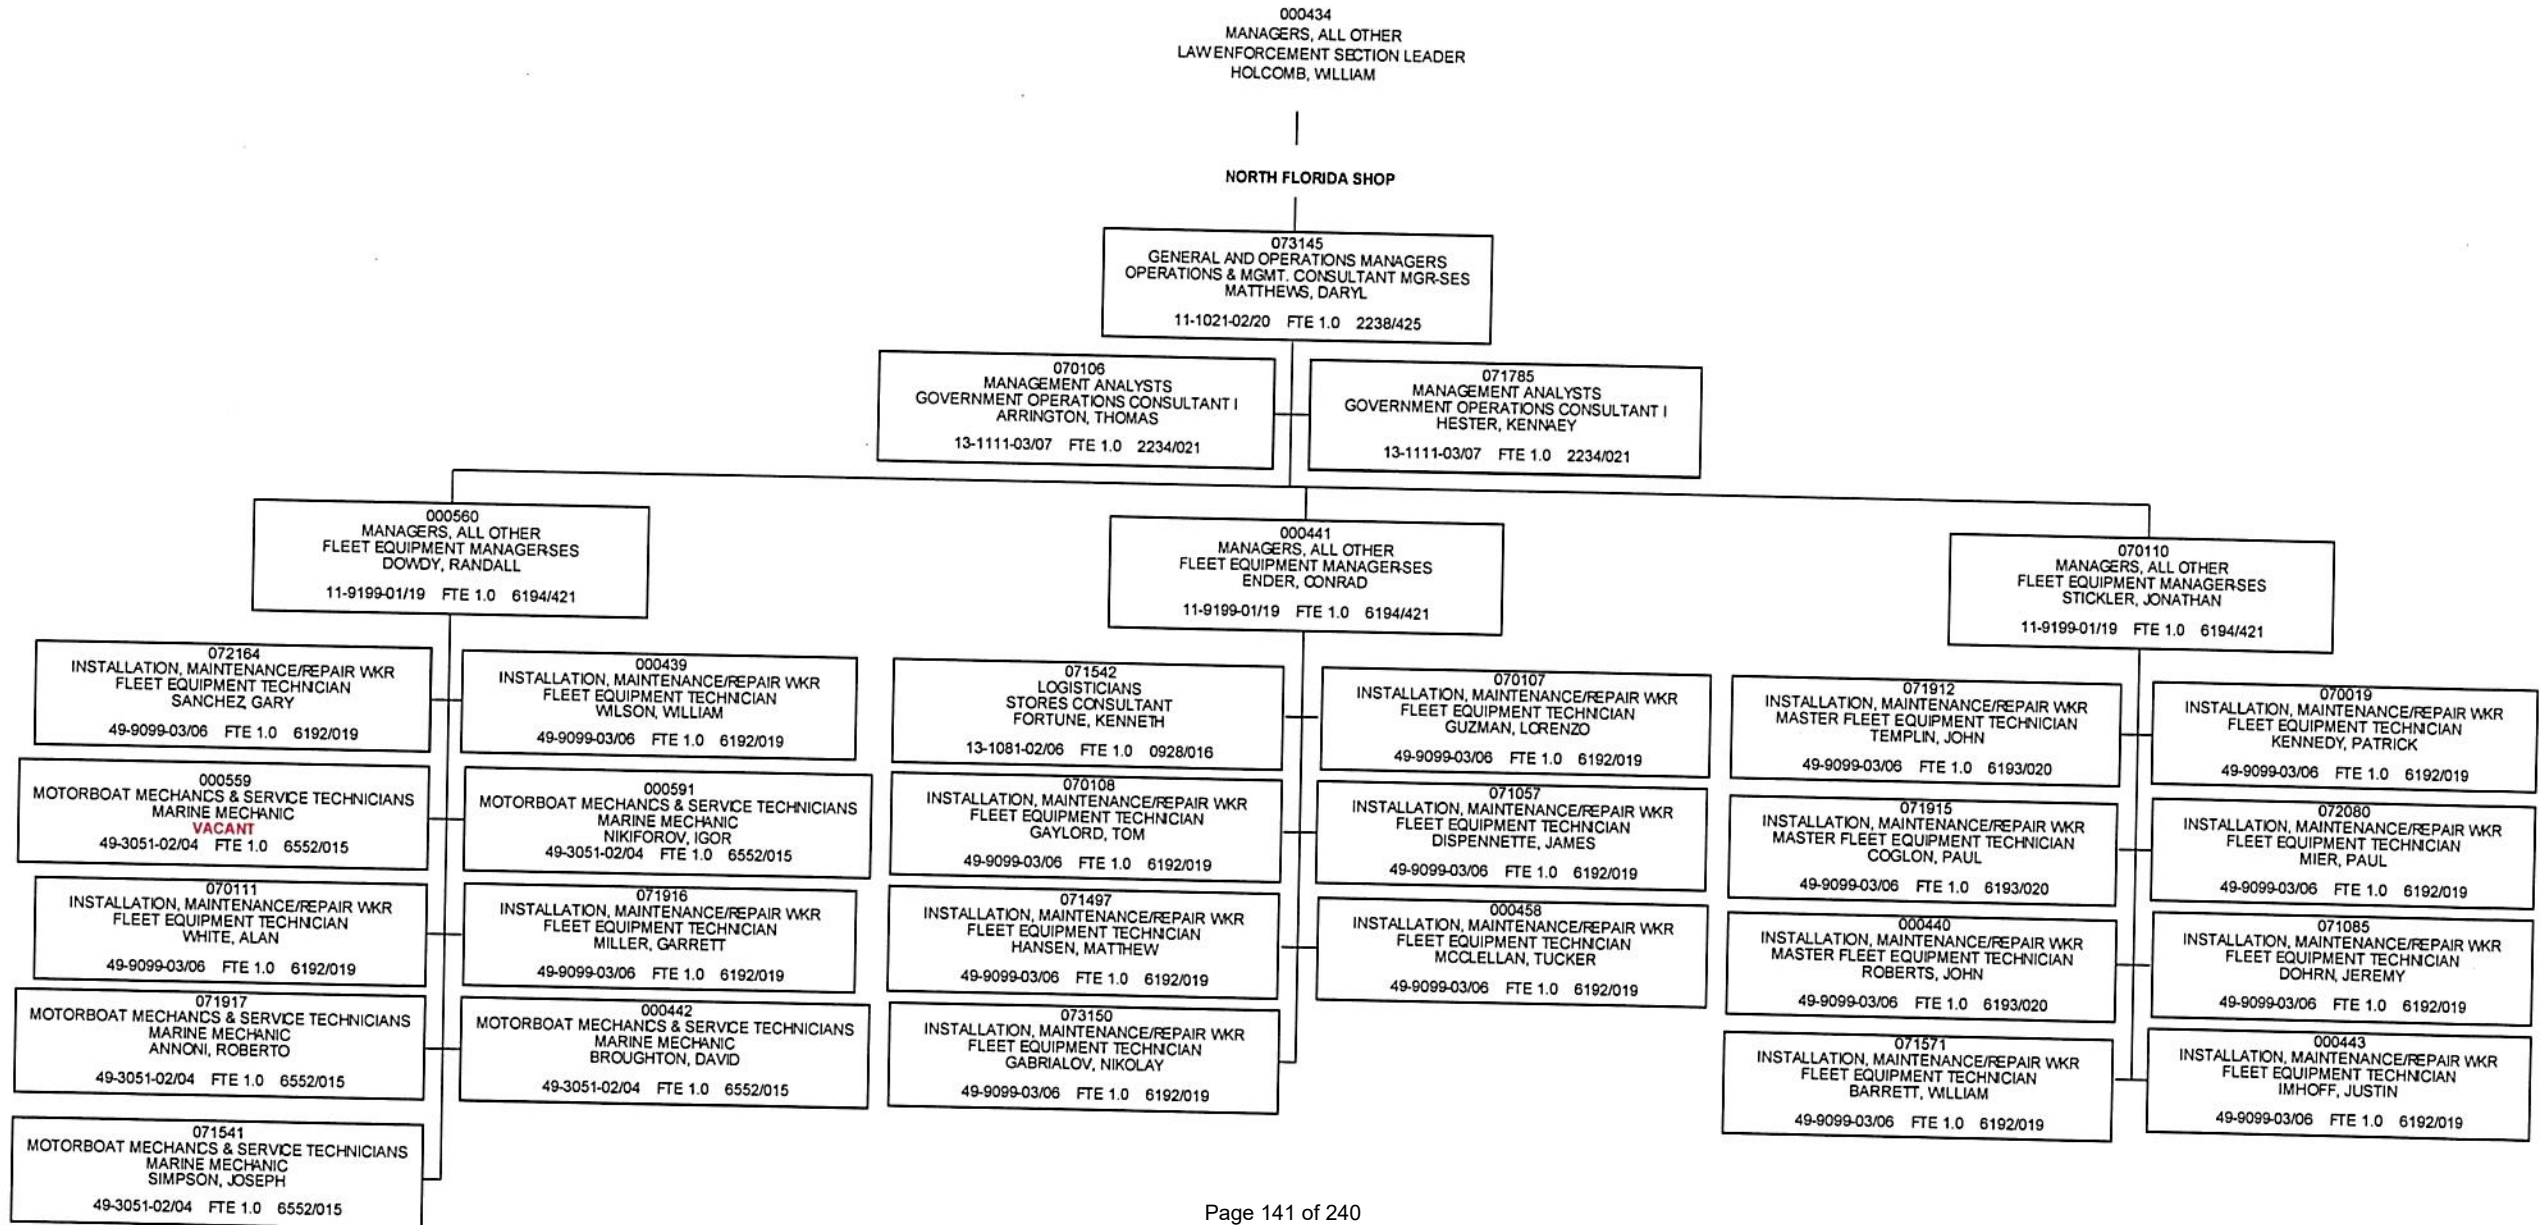 000434
MANAGERS, ALL OTHER
LAW ENFORCEMENT SECTION LEADER
HOLCOMB, WILLIAM
NORTH FLORIDA SHOP
073145
GENERAL AND OPERATIONS MANAGERS
OPERATIONS & MGMT. CONSULTANT MGR-SES
MATTHEWS, DARYL
11-1021-02/20 FTE 1.0 2238/425
070106
MANAGEMENT ANALYSTS
GOVERNMENT OPERATIONS CONSULTANT I
ARRINGTON, THOMAS
13-1111-03/07 FTE 1.0 2234/021
071785
MANAGEMENT ANALYSTS
GOVERNMENT OPERATIONS CONSULTANT I
HESTER, KENNAEY
13-1111-03/07 FTE 1.0 2234/021
000560
MANAGERS, ALL OTHER
FLEET EQUIPMENT MANAGER-SES
DOWDY, RANDALL
11-9199-01/19 FTE 1.0 6194/421
000441
MANAGERS, ALL OTHER
FLEET EQUIPMENT MANAGER-SES
ENDER, CONRAD
11-9199-01/19 FTE 1.0 6194/421
070110
MANAGERS, ALL OTHER
FLEET EQUIPMENT MANAGER-SES
STICKLER, JONATHAN
11-9199-01/19 FTE 1.0 6194/421
072164
INSTALLATION, MAINTENANCE/REPAIR WKR
FLEET EQUIPMENT TECHNICIAN
SANCHEZ, GARY
49-9099-03/06 FTE 1.0 6192/019
000439
INSTALLATION, MAINTENANCE/REPAIR WKR
FLEET EQUIPMENT TECHNICIAN
WILSON, WILLIAM
49-9099-03/06 FTE 1.0 6192/019
000559
MOTORBOAT MECHANCS & SERVICE TECHNICIANS
MARINE MECHANIC
VACANT
49-3051-02/04 FTE 1.0 6552/015
000591
MOTORBOAT MECHANCS & SERVICE TECHNICIANS
MARINE MECHANIC
NIKIFOROV, IGOR
49-3051-02/04 FTE 1.0 6552/015
070111
INSTALLATION, MAINTENANCE/REPAIR WKR
FLEET EQUIPMENT TECHNICIAN
WHITE, ALAN
49-9099-03/06 FTE 1.0 6192/019
071916
INSTALLATION, MAINTENANCE/REPAIR WKR
FLEET EQUIPMENT TECHNICIAN
MILLER, GARRETT
49-9099-03/06 FTE 1.0 6192/019
071917
MOTORBOAT MECHANCS & SERVICE TECHNICIANS
MARINE MECHANIC
ANNONI, ROBERTO
49-3051-02/04 FTE 1.0 6552/015
000442
MOTORBOAT MECHANCS & SERVICE TECHNICIANS
MARINE MECHANIC
BROUGHTON, DAVID
49-3051-02/04 FTE 1.0 6552/015
071541
MOTORBOAT MECHANCS & SERVICE TECHNICIANS
MARINE MECHANIC
SIMPSON, JOSEPH
49-3051-02/04 FTE 1.0 6552/015
071542
LOGISTICIANS
STORES CONSULTANT
FORTUNE, KENNETH
13-1081-02/06 FTE 1.0 0928/016
070107
INSTALLATION, MAINTENANCE/REPAIR WKR
FLEET EQUIPMENT TECHNICIAN
GUZMAN, LORENZO
49-9099-03/06 FTE 1.0 6192/019
070108
INSTALLATION, MAINTENANCE/REPAIR WKR
FLEET EQUIPMENT TECHNICIAN
GAYLORD, TOM
49-9099-03/06 FTE 1.0 6192/019
071057
INSTALLATION, MAINTENANCE/REPAIR WKR
FLEET EQUIPMENT TECHNICIAN
DISPENNETTE, JAMES
49-9099-03/06 FTE 1.0 6192/019
071497
INSTALLATION, MAINTENANCE/REPAIR WKR
FLEET EQUIPMENT TECHNICIAN
HANSEN, MATTHEW
49-9099-03/06 FTE 1.0 6192/019
000458
INSTALLATION, MAINTENANCE/REPAIR WKR
FLEET EQUIPMENT TECHNICIAN
MCCLELLAN, TUCKER
49-9099-03/06 FTE 1.0 6192/019
073150
INSTALLATION, MAINTENANCE/REPAIR WKR
FLEET EQUIPMENT TECHNICIAN
GABRIALOV, NIKOLAY
49-9099-03/06 FTE 1.0 6192/019
071912
INSTALLATION, MAINTENANCE/REPAIR WKR
MASTER FLEET EQUIPMENT TECHNICIAN
TEMPLIN, JOHN
49-9099-03/06 FTE 1.0 6193/020
070019
INSTALLATION, MAINTENANCE/REPAIR WKR
FLEET EQUIPMENT TECHNICIAN
KENNEDY, PATRICK
49-9099-03/06 FTE 1.0 6192/019
071915
INSTALLATION, MAINTENANCE/REPAIR WKR
MASTER FLEET EQUIPMENT TECHNICIAN
COGLON, PAUL
49-9099-03/06 FTE 1.0 6193/020
072080
INSTALLATION, MAINTENANCE/REPAIR WKR
FLEET EQUIPMENT TECHNICIAN
MIER, PAUL
49-9099-03/06 FTE 1.0 6192/019
000440
INSTALLATION, MAINTENANCE/REPAIR WKR
MASTER FLEET EQUIPMENT TECHNICIAN
ROBERTS, JOHN
49-9099-03/06 FTE 1.0 6193/020
071085
INSTALLATION, MAINTENANCE/REPAIR WKR
FLEET EQUIPMENT TECHNICIAN
DOHRN, JEREMY
49-9099-03/06 FTE 1.0 6192/019
071571
INSTALLATION, MAINTENANCE/REPAIR WKR
FLEET EQUIPMENT TECHNICIAN
BARRETT, WILLIAM
49-9099-03/06 FTE 1.0 6192/019
000443
INSTALLATION, MAINTENANCE/REPAIR WKR
FLEET EQUIPMENT TECHNICIAN
IMHOFF, JUSTIN
49-9099-03/06 FTE 1.0 6192/019
Page 141 of 240